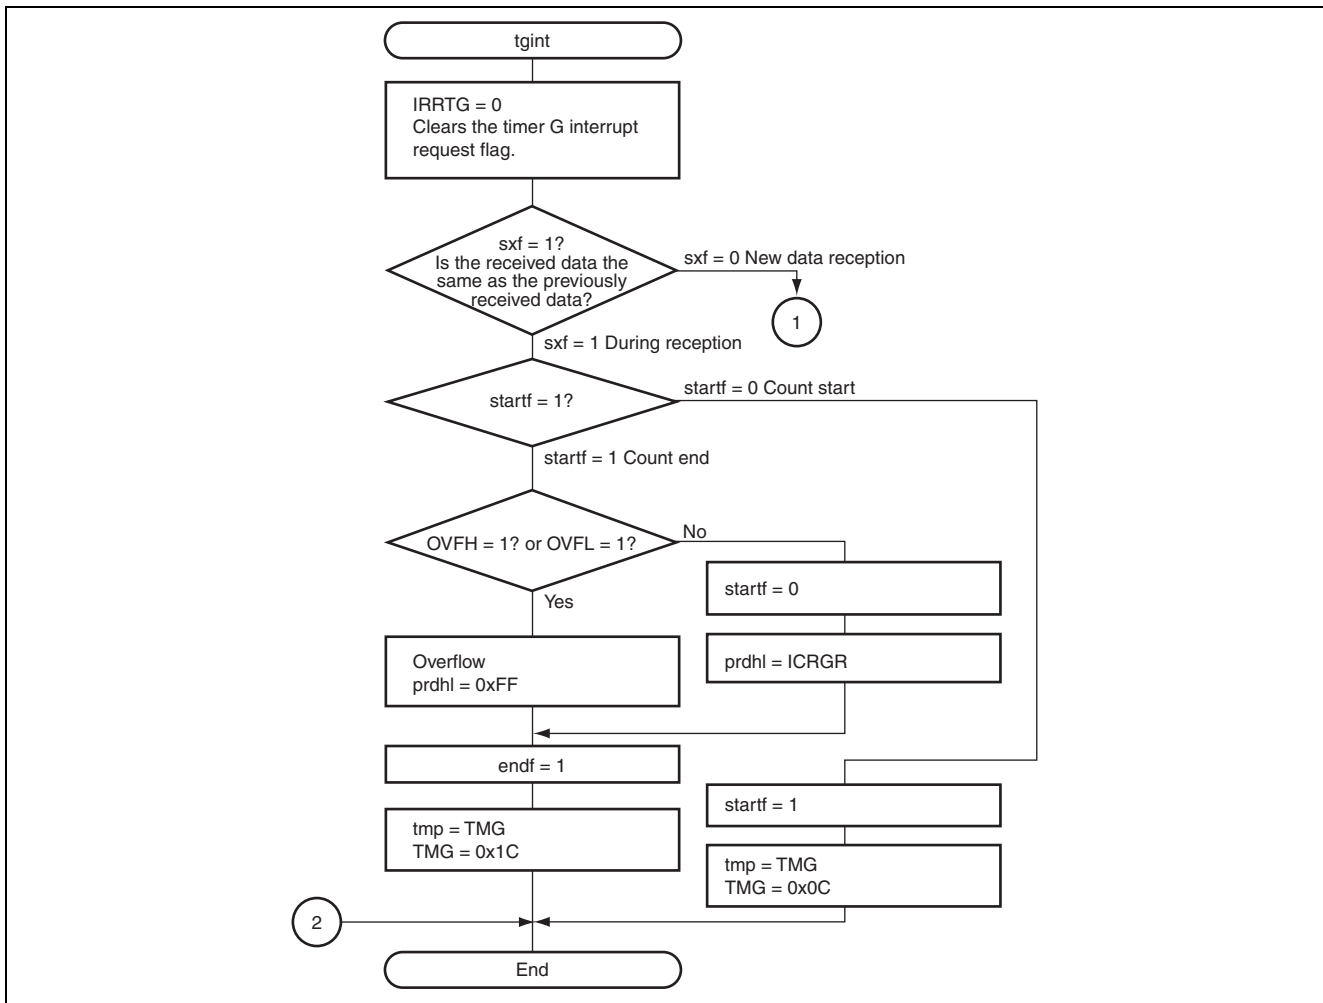 tgint
IRRTG = 0
Clears the timer G interrupt
request flag.
sxf = 1?
Is the received data the
same as the previously
received data?
sxf = 0 New data reception
1
sxf = 1 During reception
startf = 1?
startf = 0 Count start
startf = 1 Count end
OVFH = 1? or OVFL = 1?
No
Yes
startf = 0
prdhl = ICRGR
Overflow
prdhl = 0xFF
endf = 1
tmp = TMG
TMG = 0x1C
startf = 1
tmp = TMG
TMG = 0x0C
2
End